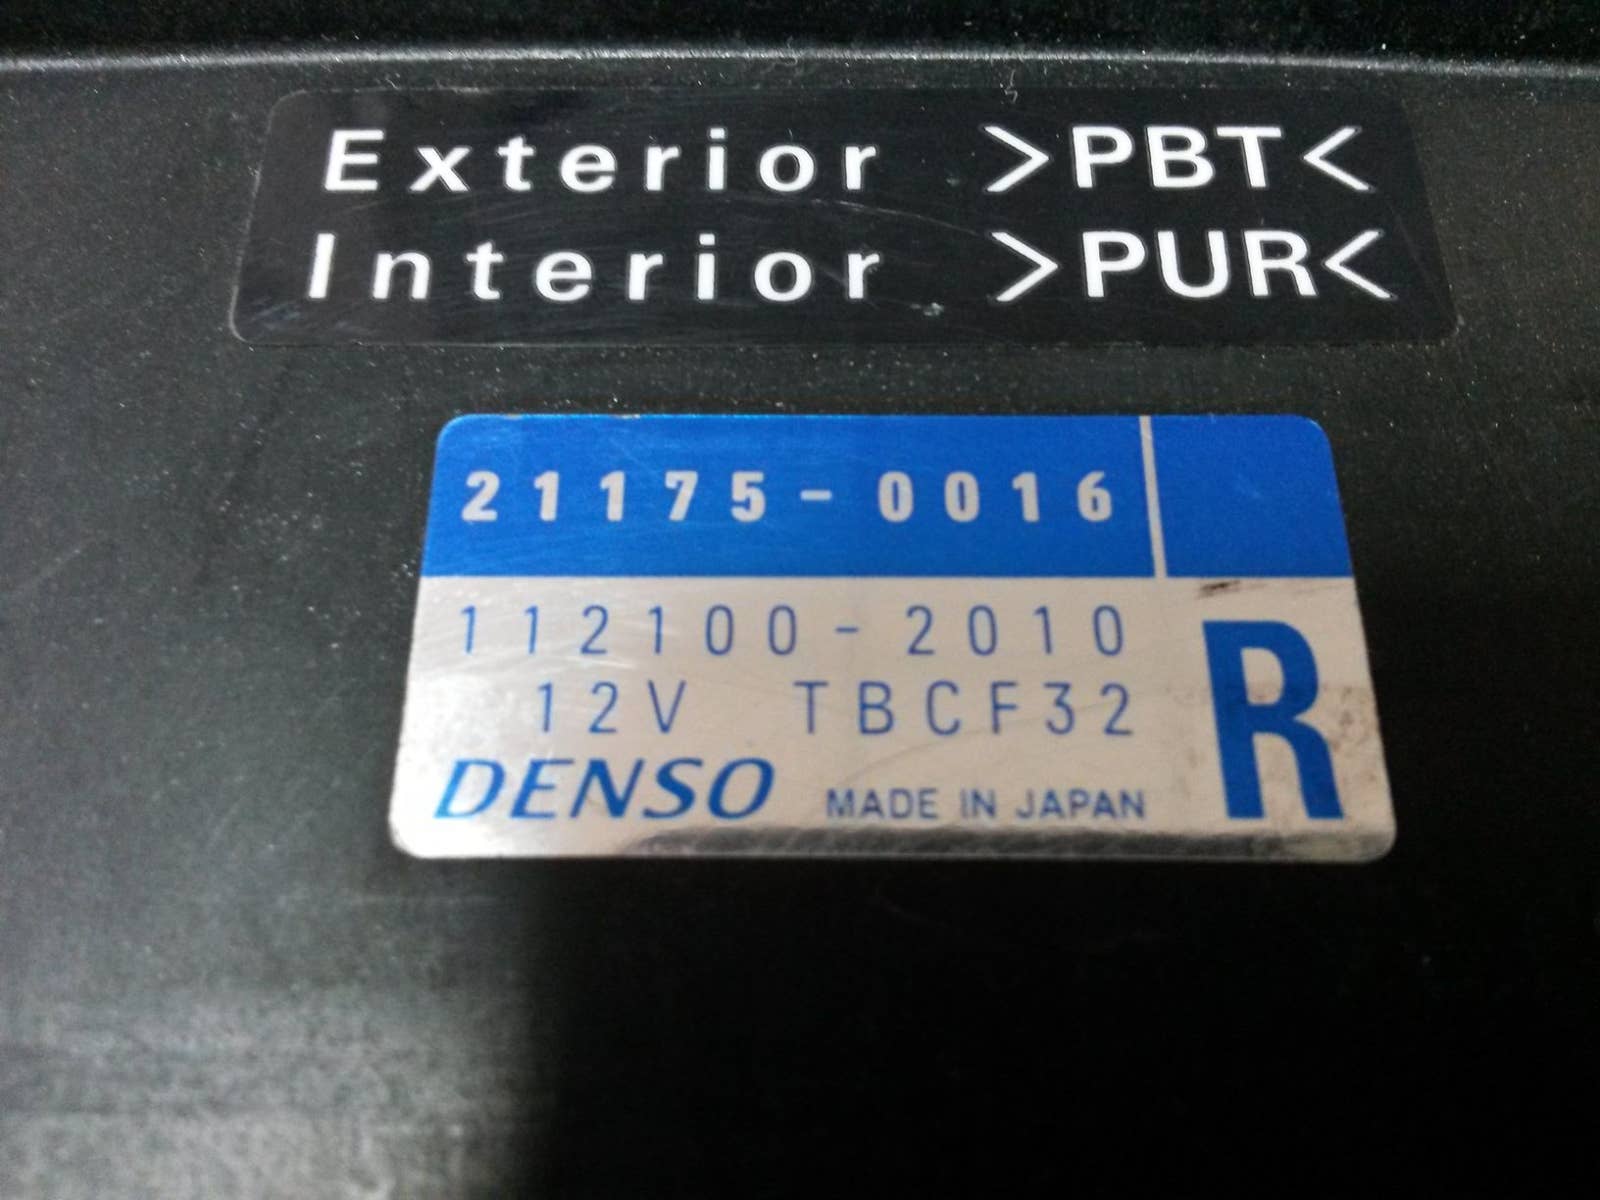 Exterior >PBT<
Interior >PUR<
21175-0016
112100-2010
12V TBCF32
DENSO MADE IN JAPAN
R